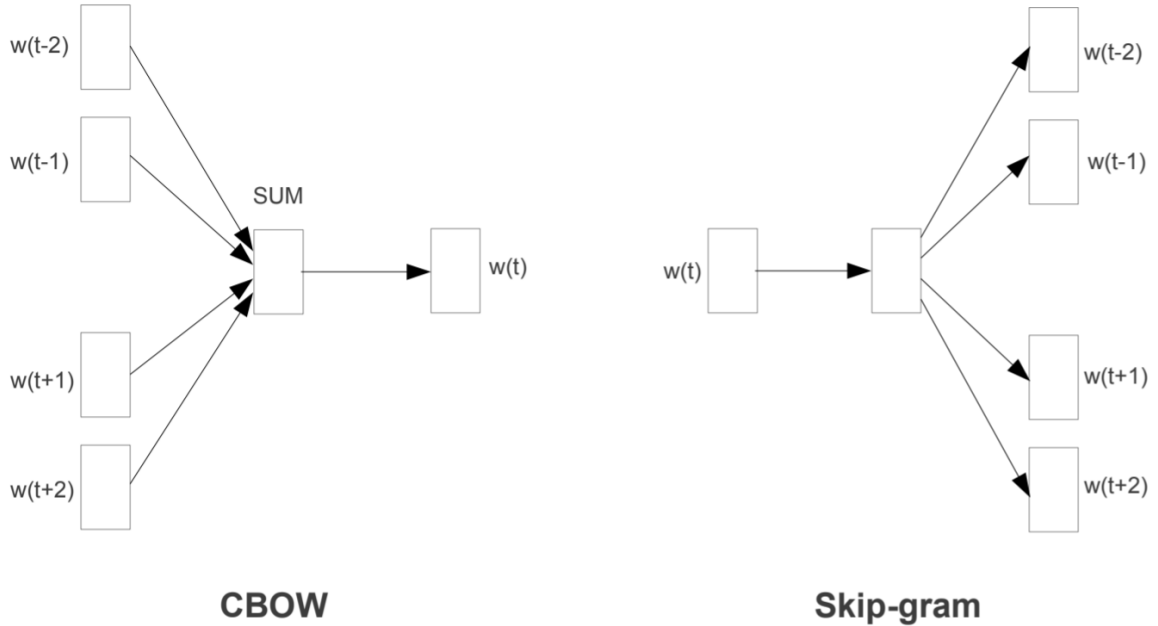 w(t-2)
w(t-1)
SUM
w(t)
w(t+1)
w(t+2)
CBOW
w(t-2)
w(t-1)
w(t)
w(t+1)
w(t+2)
Skip-gram